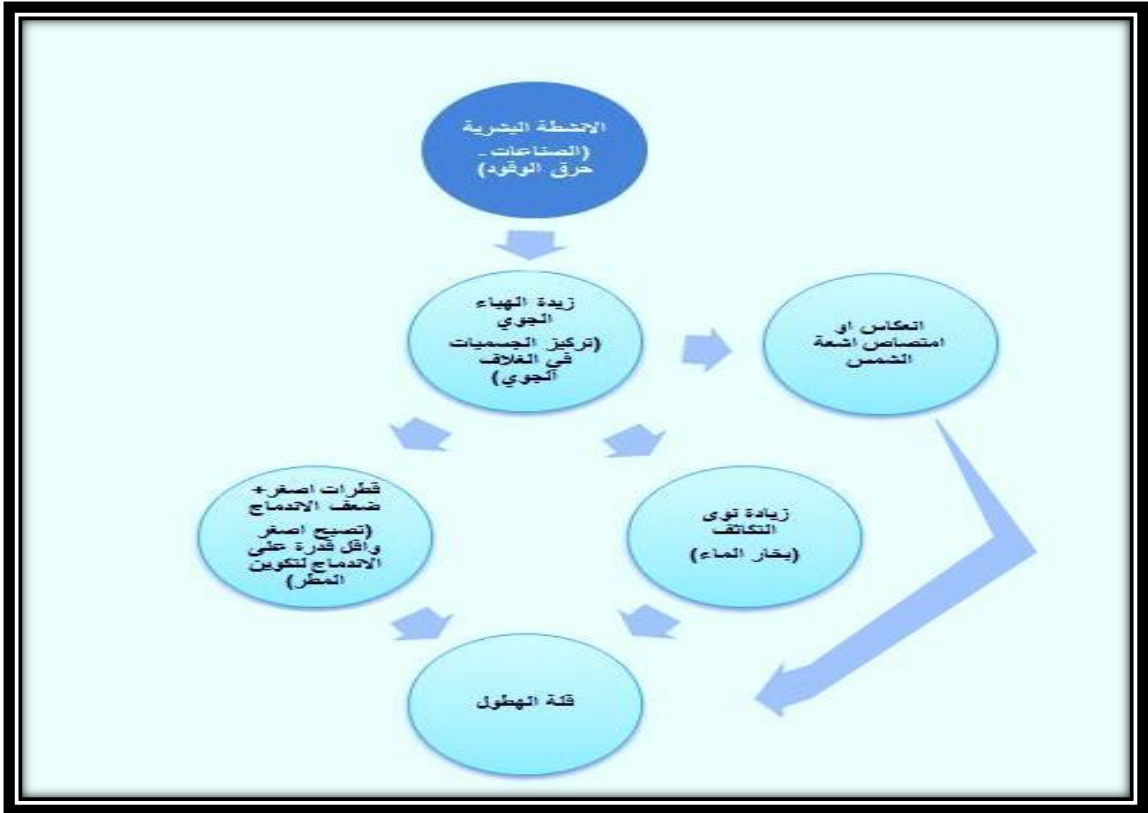 الانشطة البشرية
(الصناعات -
حرق الوقود)
زيدة الهباء
الجوي
(تركيز الجسميات
في الغلاف
الجوي)
انعكاس او
امتصاص اشعة
الشمس
قطرات اصغر+
ضعف الاندماج
(تصبح اصغر
واقل قدرة على
الاندماج لتكوين
المطر)
زيادة نوى
التكاثف
(بخار الماء)
قلة الهطول